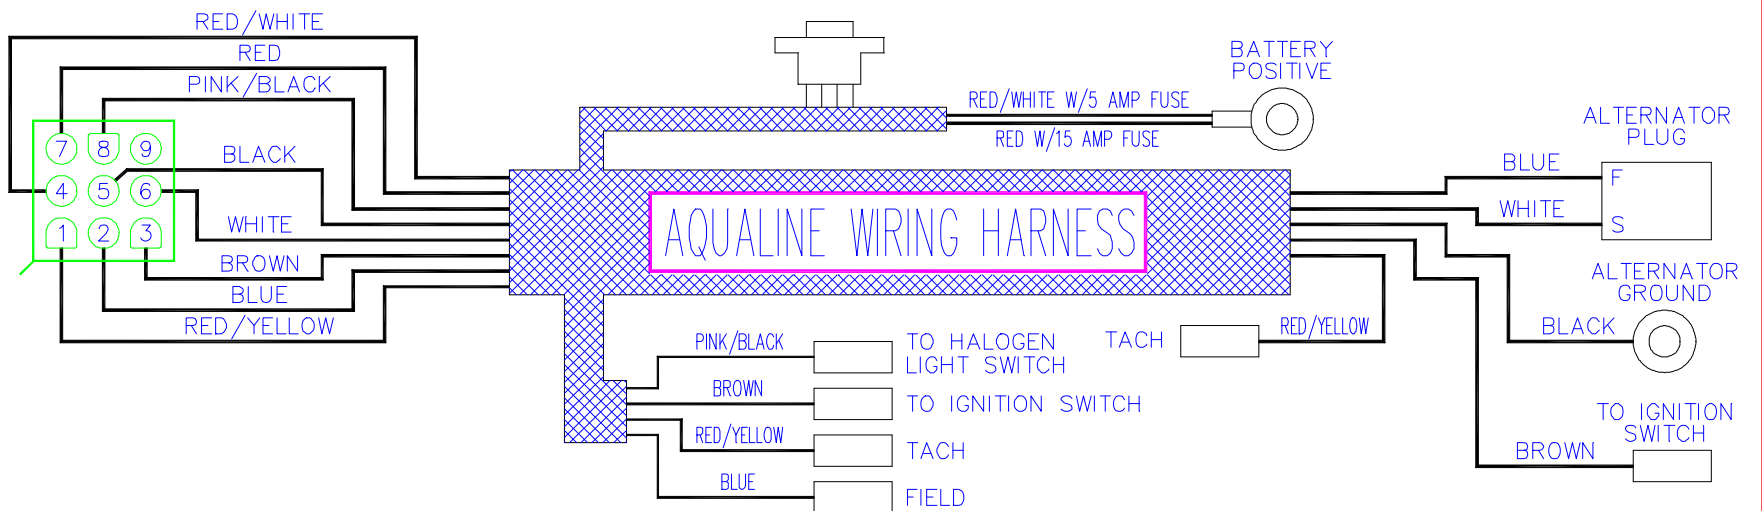 RED/WHITE
RED
PINK/BLACK
BLACK
WHITE
BROWN
BLUE
RED/YELLOW
7 8 9
4 5 6
1 2 3
AQUALINE WIRING HARNESS
RED/WHITE W/5 AMP FUSE
RED W/15 AMP FUSE
BATTERY
POSITIVE
ALTERNATOR
PLUG
BLUE
F
WHITE
S
ALTERNATOR
GROUND
BLACK
TO IGNITION
SWITCH
BROWN
TACH
RED/YELLOW
PINK/BLACK
TO HALOGEN
LIGHT SWITCH
BROWN
TO IGNITION SWITCH
RED/YELLOW
TACH
BLUE
FIELD